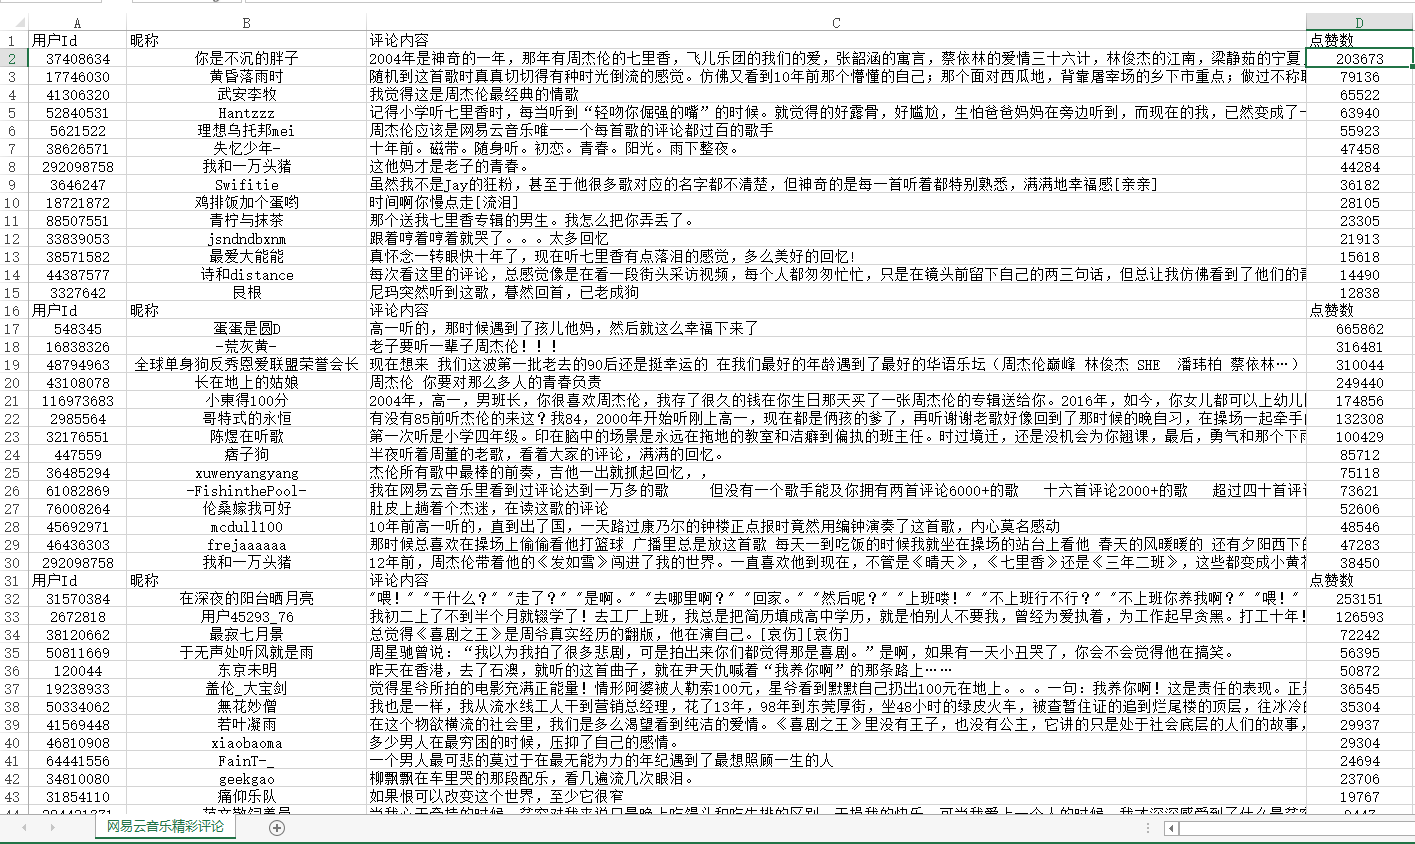 A B C D
1 用户Id 昵称 评论内容 点赞数
2 37408634 你是不沉的胖子 2004年是神奇的一年，那年有周杰伦的七里香，飞儿乐团的我们的爱，张韶涵的寓言，蔡依林的爱情三十六计，林俊杰的江南，梁静茹的宁夏， 203673
3 17746030 黄昏落雨时 随机到这首歌时真真切切得有种时光倒流的感觉。仿佛又看到10年前那个懵懂的自己；那个面对西瓜地，背靠屠宰场的乡下市重点；做过不称职 79136
4 41306320 武安李牧 我觉得这是周杰伦最经典的情歌 65522
5 52840531 Hantzzz 记得小学听七里香时，每当听到“轻吻你倔强的嘴”的时候。就觉得的好露骨，好尴尬，生怕爸爸妈妈在旁边听到，而现在的我，已然变成了一 63940
6 5621522 理想乌托邦mei 周杰伦应该是网易云音乐唯一一个每首歌的评论都过百的歌手 55923
7 38626571 失忆少年- 十年前。磁带。随身听。初恋。青春。阳光。雨下整夜。 47458
8 292098758 我和一万头猪 这他妈才是老子的青春。 44284
9 3646247 Swifitie 虽然我不是Jay的狂粉，甚至于他很多歌对应的名字都不清楚，但神奇的是每一首听着都特别熟悉，满满地幸福感[亲亲] 36182
10 18721872 鸡排饭加个蛋哟 时间啊你慢点走[流泪] 28105
11 88507551 青柠与抹茶 那个送我七里香专辑的男生。我怎么把你弄丢了。 23305
12 33839053 jsndndbxnm 跟着哼着哼着就哭了。。。太多回忆 21913
13 38571582 最爱大能能 真怀念一转眼快十年了，现在听七里香有点落泪的感觉，多么美好的回忆! 15618
14 44387577 诗和distance 每次看这里的评论，总感觉像是在看一段街头采访视频，每个人都匆匆忙忙，只是在镜头前留下自己的两三句话，但总让我仿佛看到了他们的青 14490
15 3327642 艮根 尼玛突然听到这歌，暮然回首，已老成狗 12838
16 用户Id 昵称 评论内容 点赞数
17 548345 蛋蛋是圆D 高一听的，那时候遇到了孩儿他妈，然后就这么幸福下来了 665862
18 16838326 -荒灰黄- 老子要听一辈子周杰伦！！！ 316481
19 48794963 全球单身狗反秀恩爱联盟荣誉会长 现在想来 我们这波第一批老去的90后还是挺幸运的 在我们最好的年龄遇到了最好的华语乐坛（周杰伦巅峰 林俊杰 SHE 潘玮柏 蔡依林…） 310044
20 43108078 长在地上的姑娘 周杰伦 你要对那么多人的青春负责 249440
21 116973683 小東得100分 2004年，高一，男班长，你很喜欢周杰伦，我存了很久的钱在你生日那天买了一张周杰伦的专辑送给你。2016年，如今，你女儿都可以上幼儿 174856
22 2985564 哥特式的永恒 有没有85前听杰伦的来这？我84，2000年开始听刚上高一，现在都是俩孩的爹了，再听谢谢老歌好像回到了那时候的晚自习，在操场一起牵手 132308
23 32176551 陈煜在听歌 第一次听是小学四年级。印在脑中的场景是永远在拖地的教室和洁癖到偏执的班主任。时过境迁，还是没机会为你翘课，最后，勇气和那个下雨 100429
24 447559 痞子狗 半夜听着周董的老歌，看着大家的评论，满满的回忆。 85712
25 36485294 xuwenyangyang 杰伦所有歌中最棒的前奏，吉他一出就抓起回忆，， 75118
26 61082869 -FishinthePool- 我在网易云音乐里看到过评论达到一万多的歌 但没有一个歌手能及你拥有两首评论6000+的歌 十六首评论2000+的歌 超过四十首评论 73621
27 76008264 伦桑嫁我可好 肚皮上趟着个杰迷，在读这歌的评论 52606
28 45692971 mcdull100 10年前高一听的，直到出了国，一天路过康乃尔的钟楼正点报时竟然用编钟演奏了这首歌，内心莫名感动 48546
29 46436303 frejaaaaaa 那时候总喜欢在操场上偷偷看他打篮球 广播里总是放这首歌 每天一到吃饭的时候我就坐在操场的站台上看他 春天的风暖暖的 还有夕阳西下的 47283
30 292098758 我和一万头猪 12年前，周杰伦带着他的《发如雪》闯进了我的世界。一直喜欢他到现在，不管是《晴天》，《七里香》还是《三年二班》，这些都变成小黄 38450
31 用户Id 昵称 评论内容 点赞数
32 31570384 在深夜的阳台晒月亮 "喂！" "干什么？" "走了？" "是啊。" "去哪里啊？" "回家。" "然后呢？" "上班喽！" "不上班行不行？" "不上班你养我啊？" "喂！" 253151
33 2672818 用户45293_76 我初二上了不到半个月就辍学了！去工厂上班，我总是把简历填成高中学历，就是怕别人不要我，曾经为爱执着，为工作起早贪黑。打工十年！ 126593
34 38120662 最寂七月景 总觉得《喜剧之王》是周爷真实经历的翻版，他在演自己。[哀伤][哀伤] 72242
35 50811669 于无声处听风就是雨 周星驰曾说：“我以为我拍了很多悲剧，可是拍出来你们都觉得那是喜剧。”是啊，如果有一天小丑哭了，你会不会觉得他在搞笑。 56395
36 120044 东京未明 昨天在香港，去了石澳，就听的这首曲子，就在尹天仇喊着“我养你啊”的那条路上…… 50872
37 19238933 盖伦_大宝剑 觉得星爷所拍的电影充满正能量！情形阿婆被人勒索100元，星爷看到默默自己扔出100元在地上。。。一句：我养你啊！这是责任的表现。正是 36545
38 50334062 無花妙僧 我也是一样，我从流水线工人干到营销总经理，花了13年，98年到东莞厚街，坐48小时的绿皮火车，被查暂住证的追到烂尾楼的顶层，往冰冷的 35304
39 41569448 若叶凝雨 在这个物欲横流的社会里，我们是多么渴望看到纯洁的爱情。《喜剧之王》里没有王子，也没有公主，它讲的只是处于社会底层的人们的故事， 29937
40 46810908 xiaobaoma 多少男人在最穷困的时候，压抑了自己的感情。 29304
41 64441556 FainT-_ 一个男人最可悲的莫过于在最无能为力的年纪遇到了最想照顾一生的人 24694
42 34810080 geekgao 柳飘飘在车里哭的那段配乐，看几遍流几次眼泪。 23706
43 31854110 痛仰乐队 如果恨可以改变这个世界，至少它很窄 19767
网易云音乐精彩评论